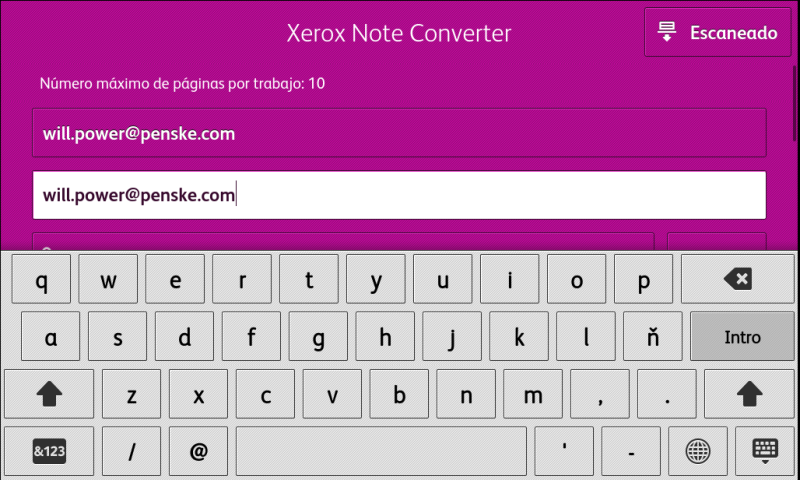 Xerox Note Converter
Escaneado
Número máximo de páginas por trabajo: 10
will.power@penske.com
will.power@penske.com
q w e r t y u i o p
a s d f g h j k l ň Intro
z x c v b n m , .
&123 / @ ' -